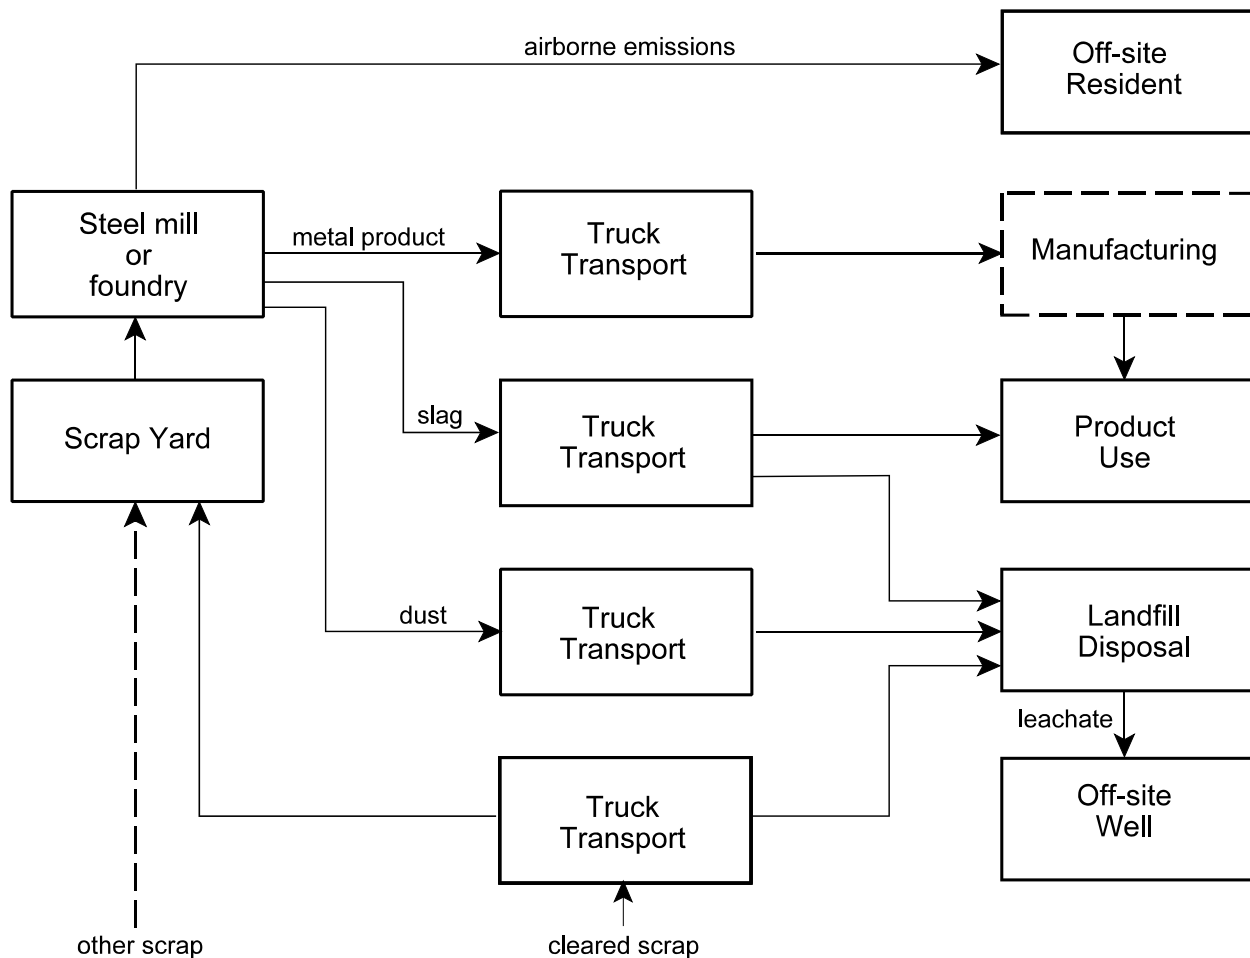 airborne emissions
Off-site
Resident
Steel mill
or
foundry
metal product
Truck
Transport
Manufacturing
Scrap Yard
slag
Truck
Transport
Product
Use
dust
Truck
Transport
Landfill
Disposal
leachate
Truck
Transport
Off-site
Well
other scrap
cleared scrap